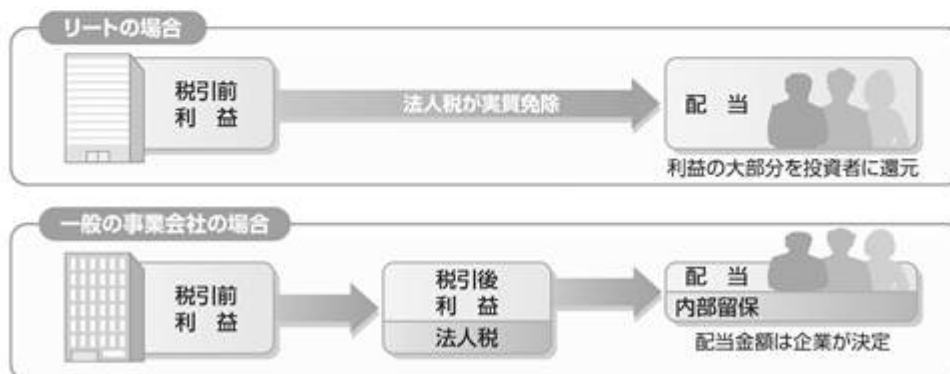 リートの場合
税引前
利 益
法人税が実質免除
配 当
利益の大部分を投資者に還元
一般の事業会社の場合
税引前
利 益
税引後
利 益
法人税
配 当
内部留保
配当金額は企業が決定